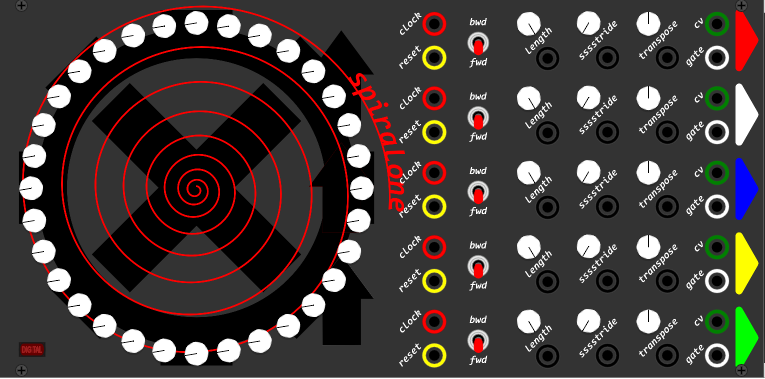 spiralone
DIGITAL
clock bwd Length sssstride transpose cv
reset fwd gate
clock bwd Length sssstride transpose cv
reset fwd gate
clock bwd Length sssstride transpose cv
reset fwd gate
clock bwd Length sssstride transpose cv
reset fwd gate
clock bwd Length sssstride transpose cv
reset fwd gate